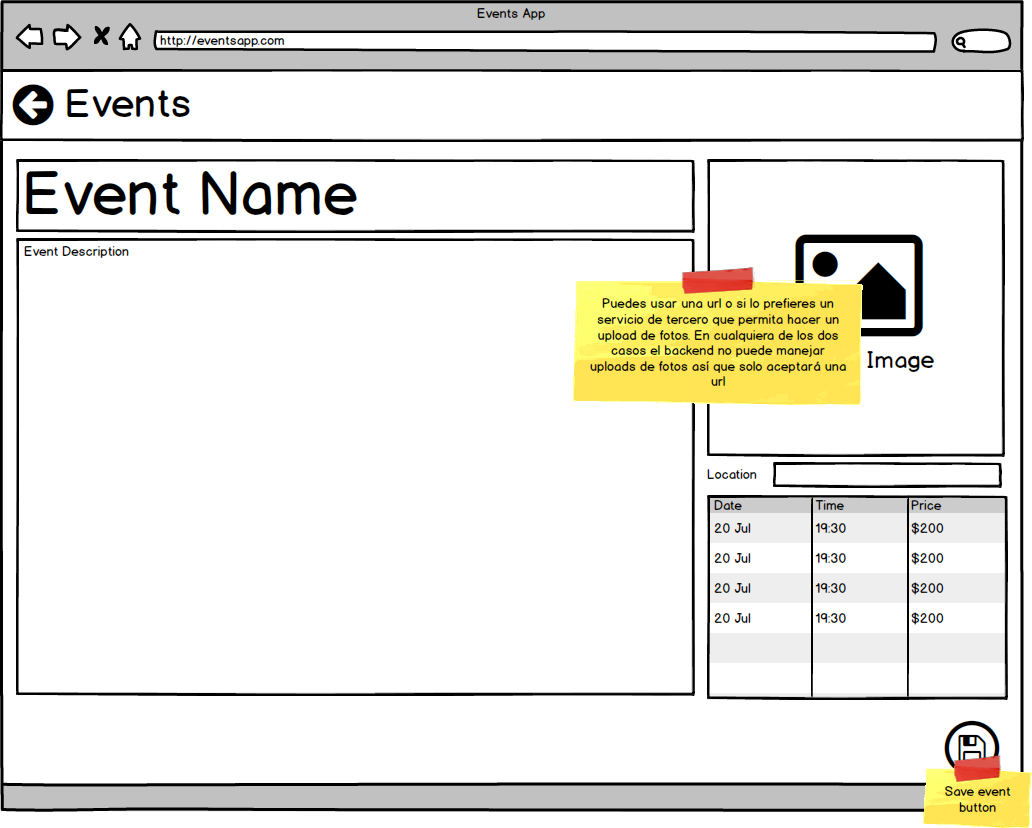 Events App
http://eventsapp.com
Events
Event Name
Event Description
Puedes usar una url o si lo prefieres un
servicio de tercero que permita hacer un
upload de fotos. En cualquiera de los dos
casos el backend no puede manejar
uploads de fotos así que solo aceptará una
url
Image
Location
Date Time Price
20 Jul 19:30 $200
20 Jul 19:30 $200
20 Jul 19:30 $200
20 Jul 19:30 $200
Save event
button